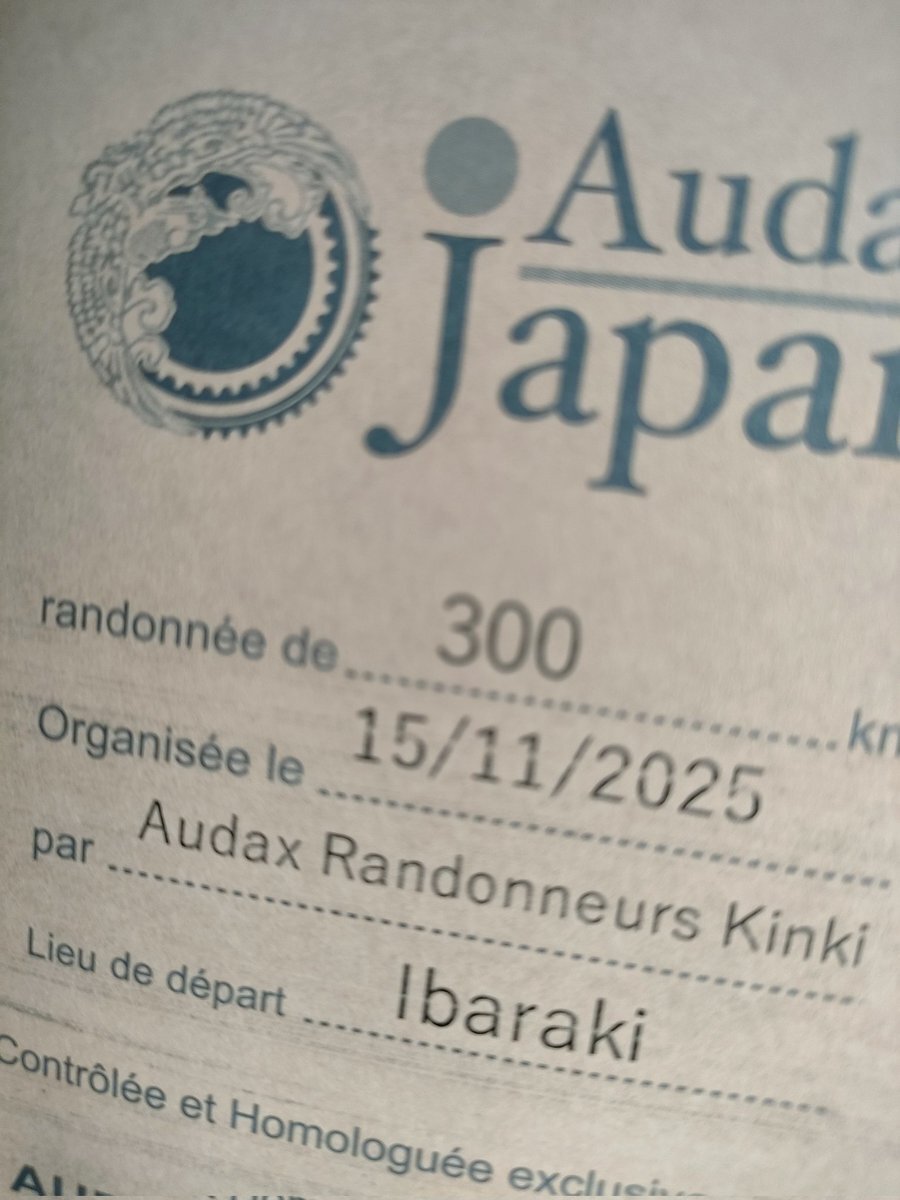 Auda
Japan
randonnée de 300 km
Organisée le 15/11/2025
par Audax Randonneurs Kinki
Lieu de départ Ibaraki
Contrôlée et Homologuée exclusiv